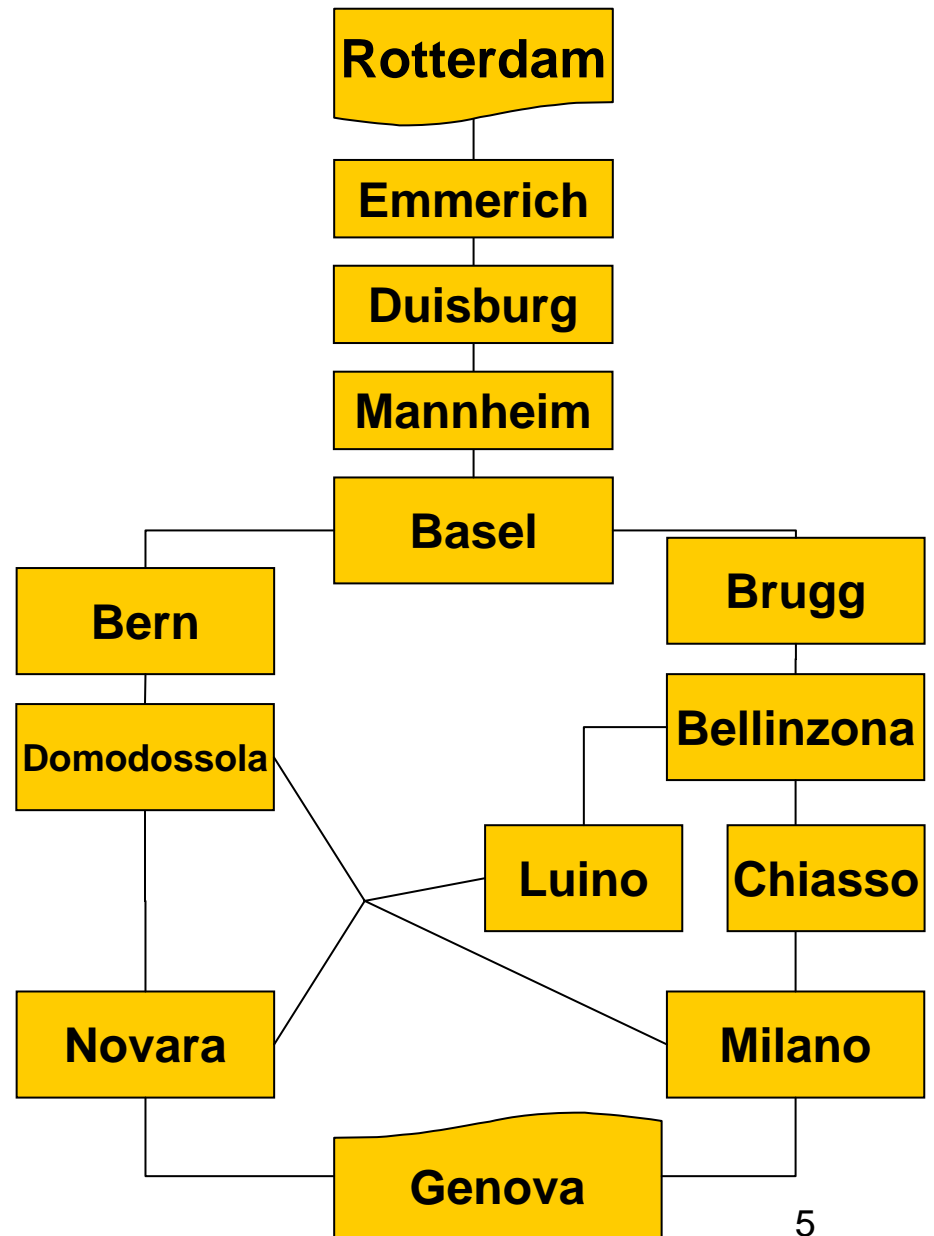 Rotterdam
Emmerich
Duisburg
Mannheim
Basel
Bern
Brugg
Domodossola
Bellinzona
Luino
Chiasso
Novara
Milano
Genova
5